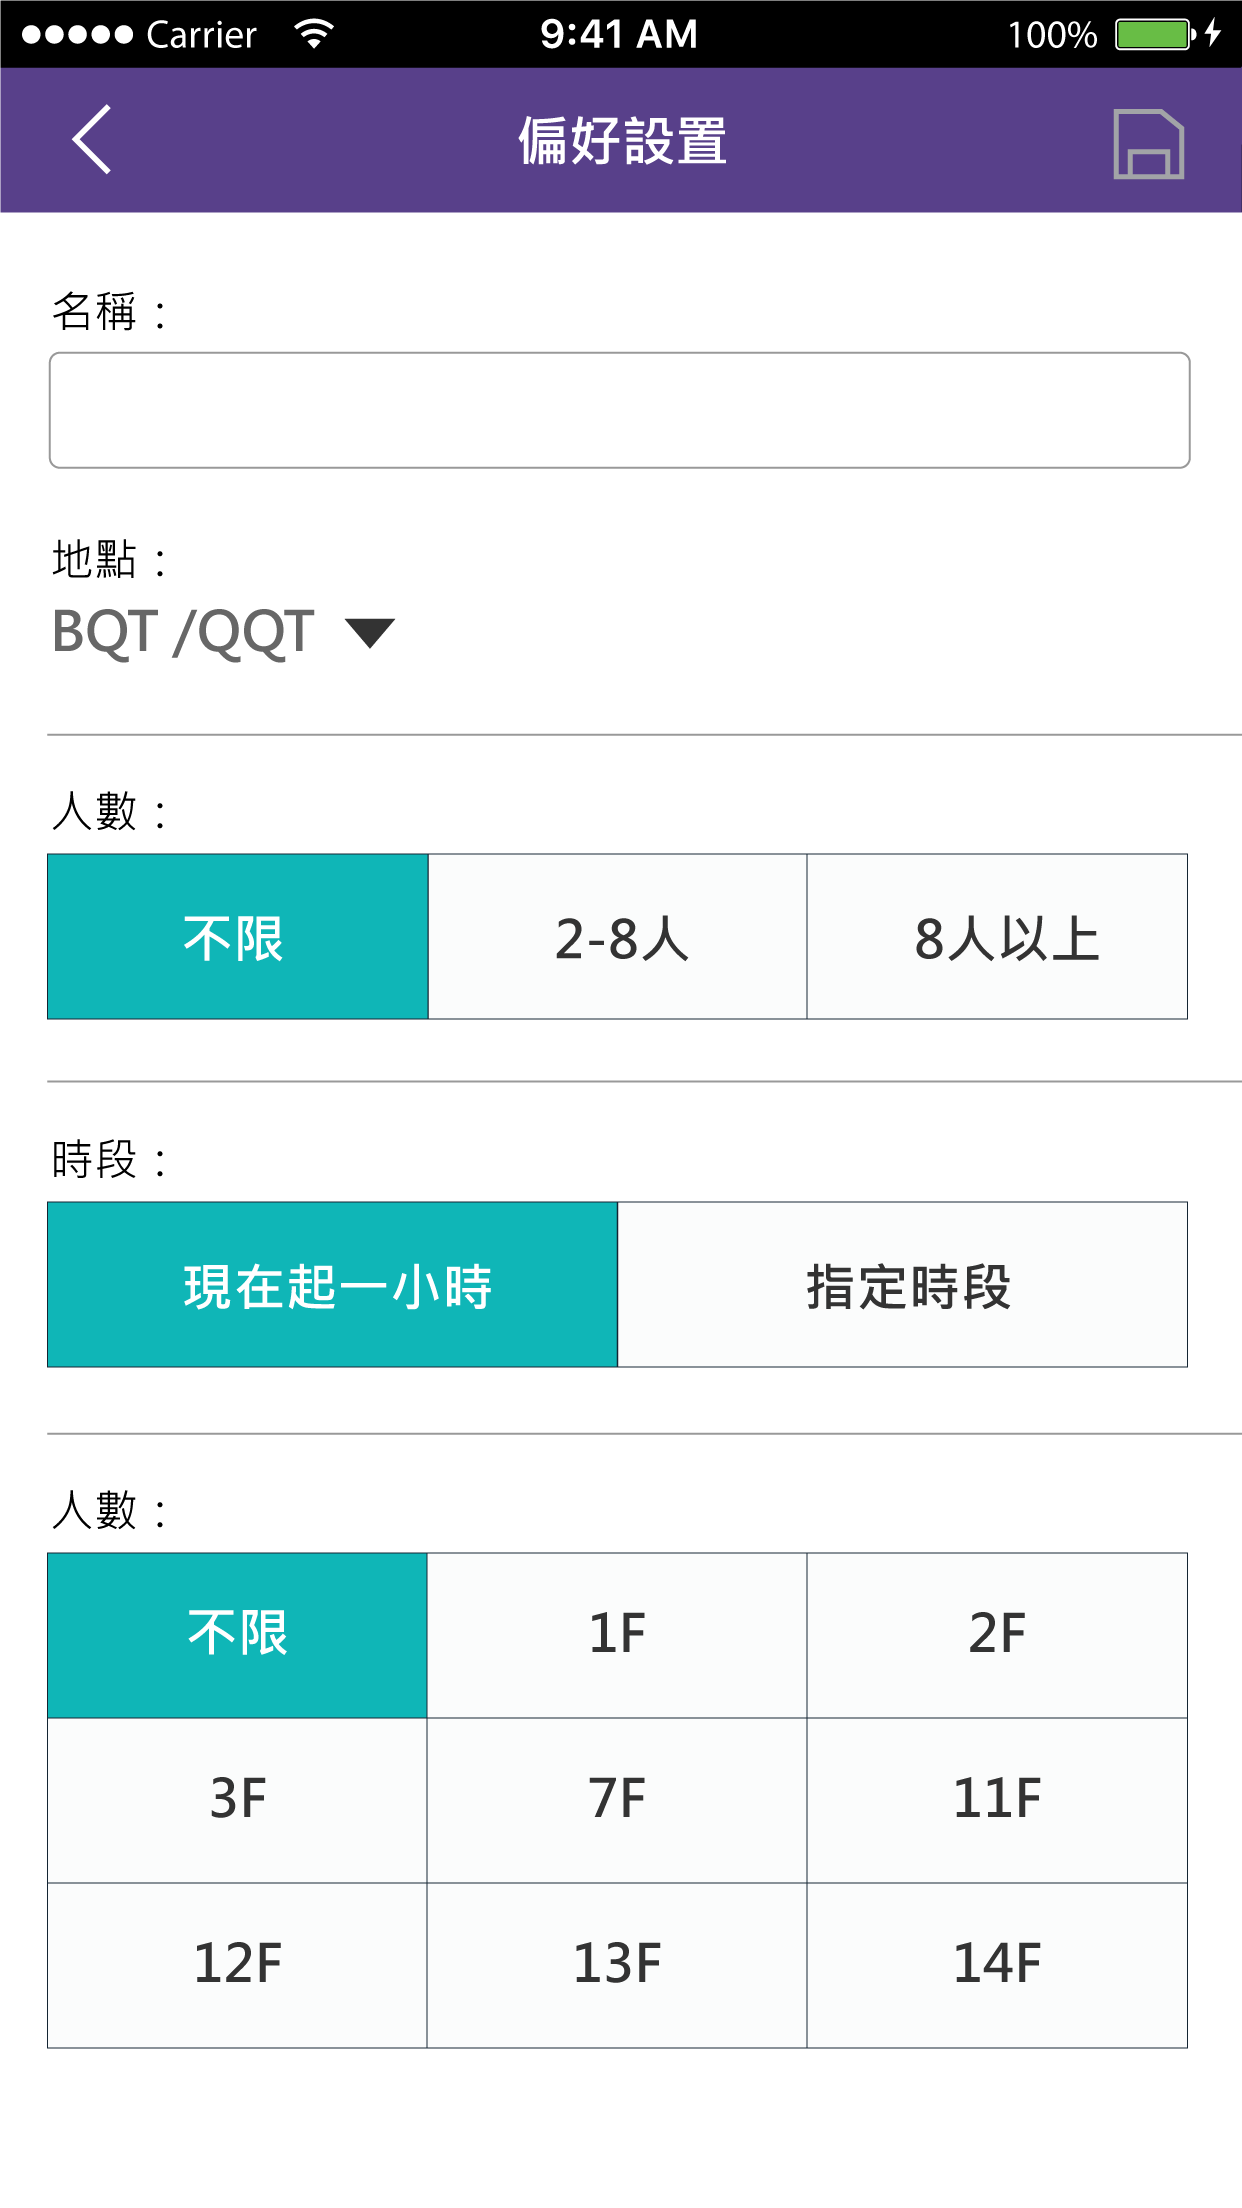 Carrier 9:41 AM 100%
偏好設置
名稱：
地點：
BQT /QQT
人數：
不限 2-8人 8人以上
時段：
現在起一小時 指定時段
人數：
不限 1F 2F
3F 7F 11F
12F 13F 14F